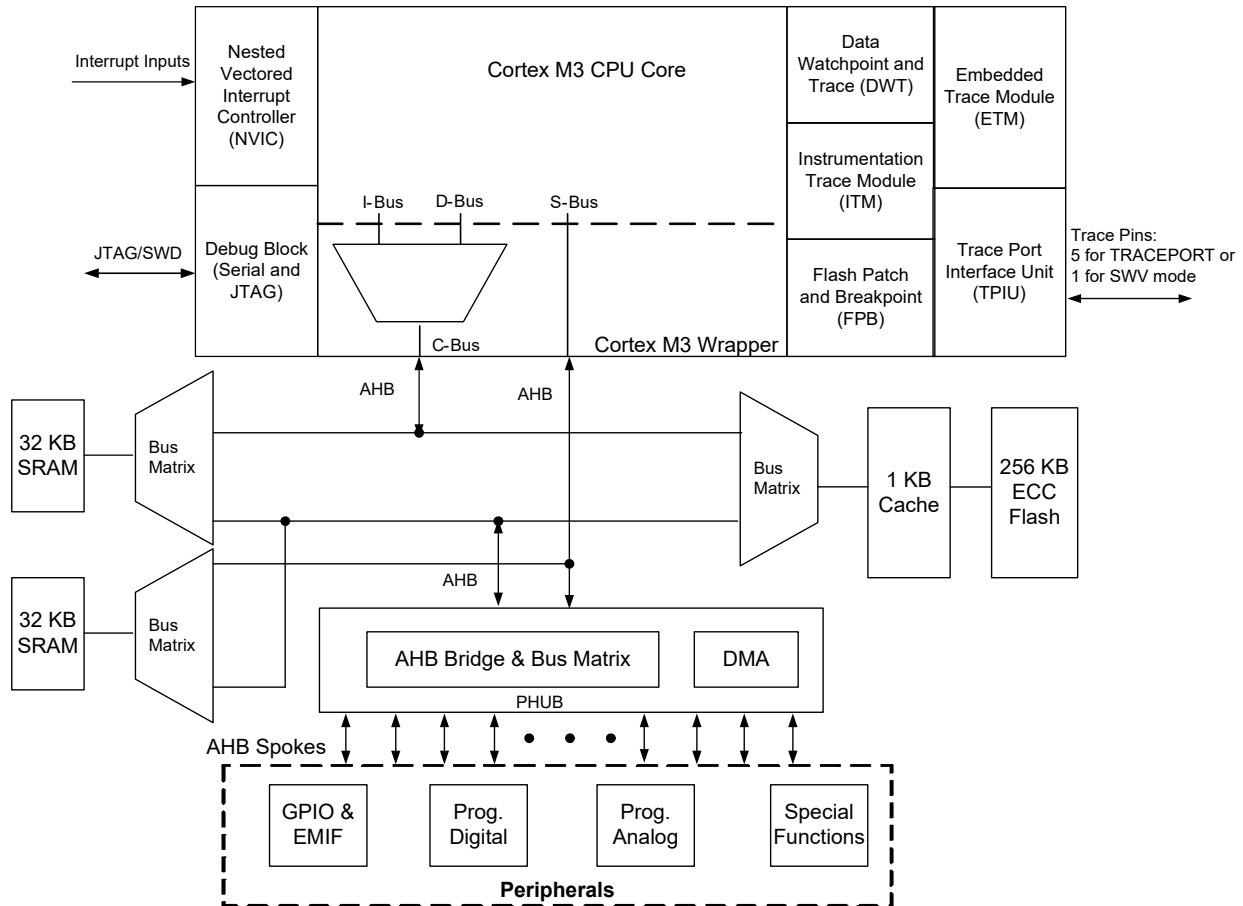 Interrupt Inputs
Nested
Vectored
Interrupt
Controller
(NVIC)
Cortex M3 CPU Core
Data
Watchpoint and
Trace (DWT)
Embedded
Trace Module
(ETM)
Instrumentation
Trace Module
(ITM)
I-Bus
D-Bus
S-Bus
JTAG/SWD
Debug Block
(Serial and
JTAG)
Flash Patch
and Breakpoint
(FPB)
Trace Port
Interface Unit
(TPIU)
Trace Pins:
5 for TRACEPORT or
1 for SWV mode
C-Bus
Cortex M3 Wrapper
AHB
AHB
32 KB
SRAM
Bus
Matrix
Bus
Matrix
1 KB
Cache
256 KB
ECC
Flash
AHB
32 KB
SRAM
Bus
Matrix
AHB Bridge & Bus Matrix
DMA
PHUB
AHB Spokes
GPIO &
EMIF
Prog.
Digital
Prog.
Analog
Special
Functions
Peripherals